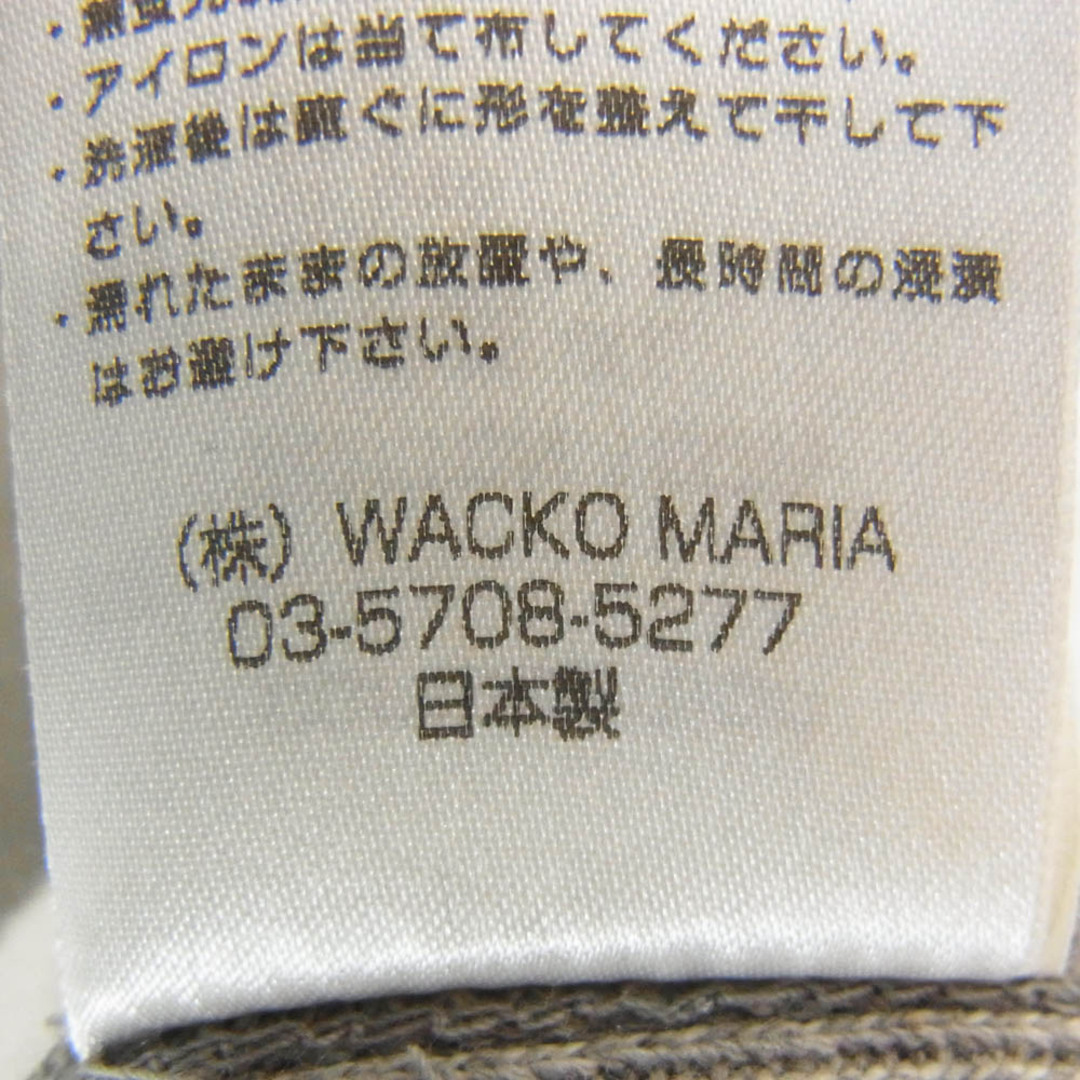 ・アイロンは当て布してください。
・洗濯後は直ぐに形を整えて干して下
さい。
・濡れたままの放置や、長時間の浸漬
はお避け下さい。
(株) WACKO MARIA
03-5708-5277
日本製